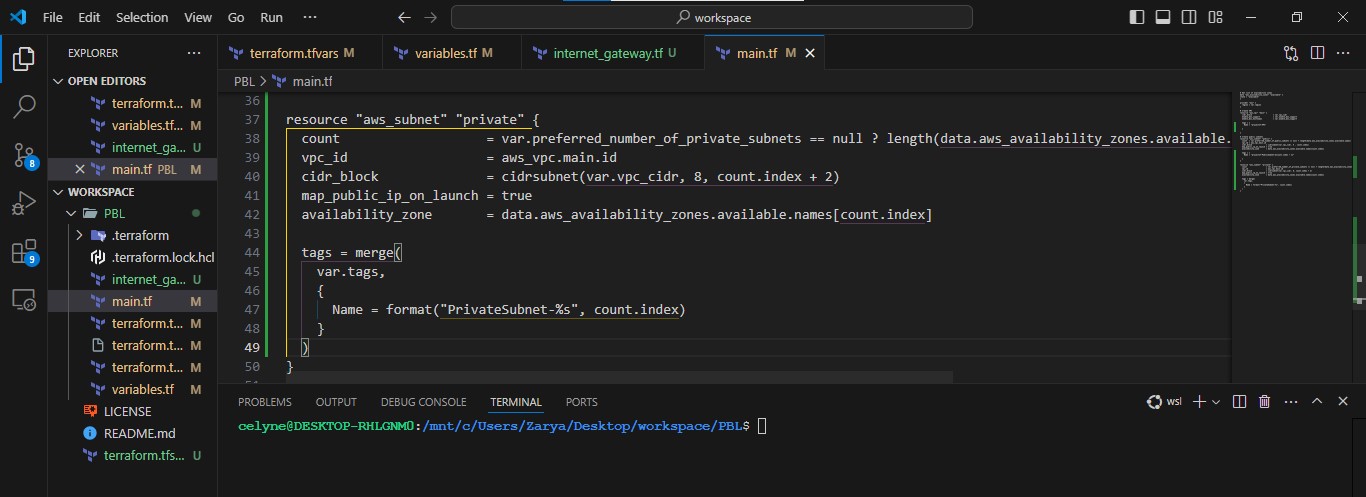 File Edit Selection View Go Run ··· workspace
EXPLORER ···
OPEN EDITORS
terraform.t... M
variables.tf... M
internet_ga... U
main.tf PBL M
WORKSPACE
PBL
.terraform
.terraform.lock.hcl
internet_ga... U
main.tf M
terraform.t... M
terraform.t... M
terraform.t... M
variables.tf M
LICENSE
README.md
terraform.tfs... U
8
9
terraform.tfvars M variables.tf M internet_gateway.tf U main.tf M
PBL > main.tf
36
37 resource "aws_subnet" "private" {
38 count = var.preferred_number_of_private_subnets == null ? length(data.aws_availability_zones.available.
39 vpc_id = aws_vpc.main.id
40 cidr_block = cidrsubnet(var.vpc_cidr, 8, count.index + 2)
41 map_public_ip_on_launch = true
42 availability_zone = data.aws_availability_zones.available.names[count.index]
43
44 tags = merge(
45 var.tags,
46 {
47 Name = format("PrivateSubnet-%s", count.index)
48 }
49 )
50 }
PROBLEMS OUTPUT DEBUG CONSOLE TERMINAL PORTS wsl
celyne@DESKTOP-RHLGNM0:/mnt/c/Users/Zarya/Desktop/workspace/PBL$